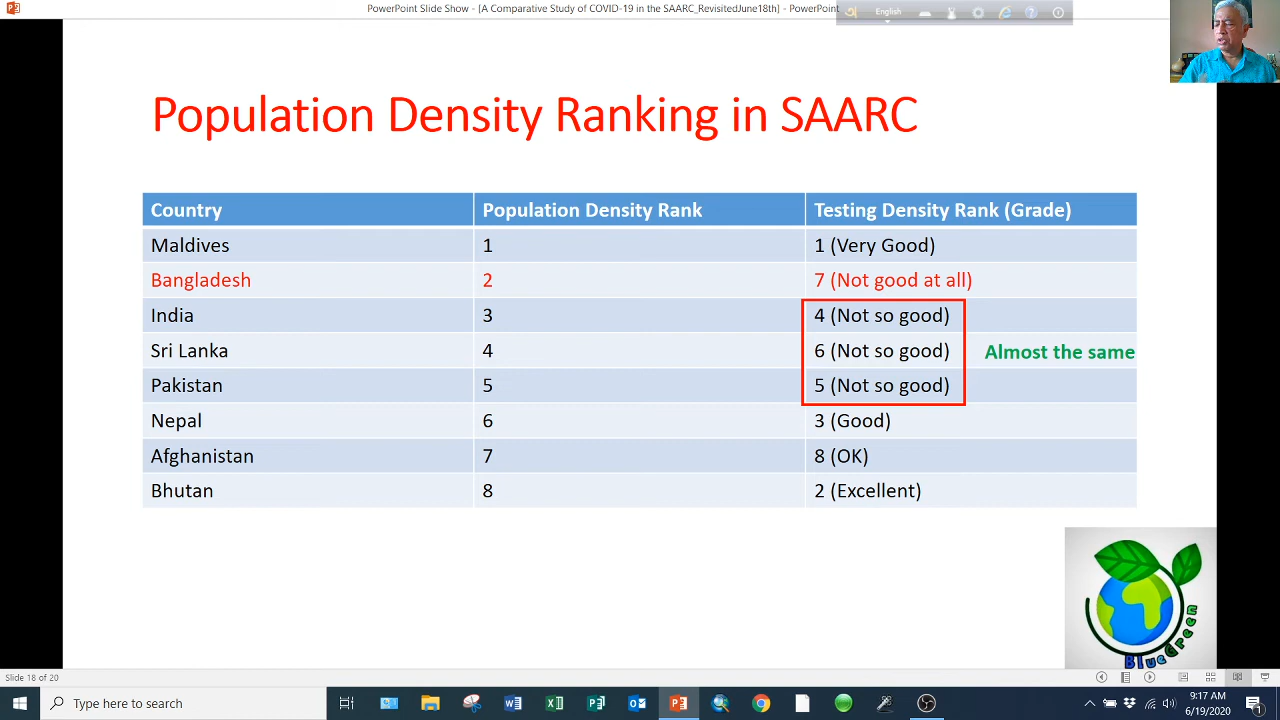 PowerPoint Slide Show - [A Comparative Study of COVID-19 in the SAARC_RevisitedJune18th] - PowerPoint
English
Population Density Ranking in SAARC
Country Population Density Rank Testing Density Rank (Grade)
Maldives 1 1 (Very Good)
Bangladesh 2 7 (Not good at all)
India 3 4 (Not so good)
Sri Lanka 4 6 (Not so good) Almost the same
Pakistan 5 5 (Not so good)
Nepal 6 3 (Good)
Afghanistan 7 8 (OK)
Bhutan 8 2 (Excellent)
BlueGreen
Slide 18 of 20
Type here to search
9:17 AM
6/19/2020